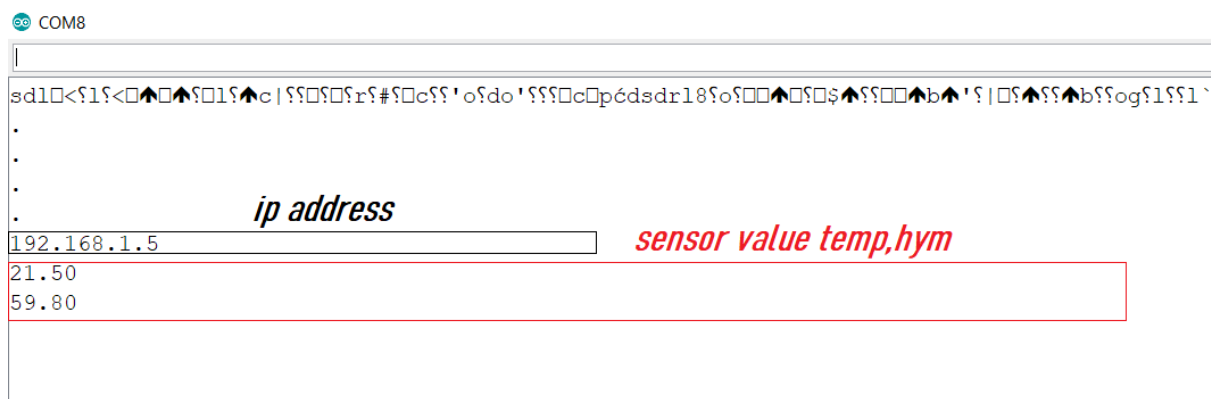 COM8
.
.
.
.
ip address
192.168.1.5
sensor value temp,hym
21.50
59.80